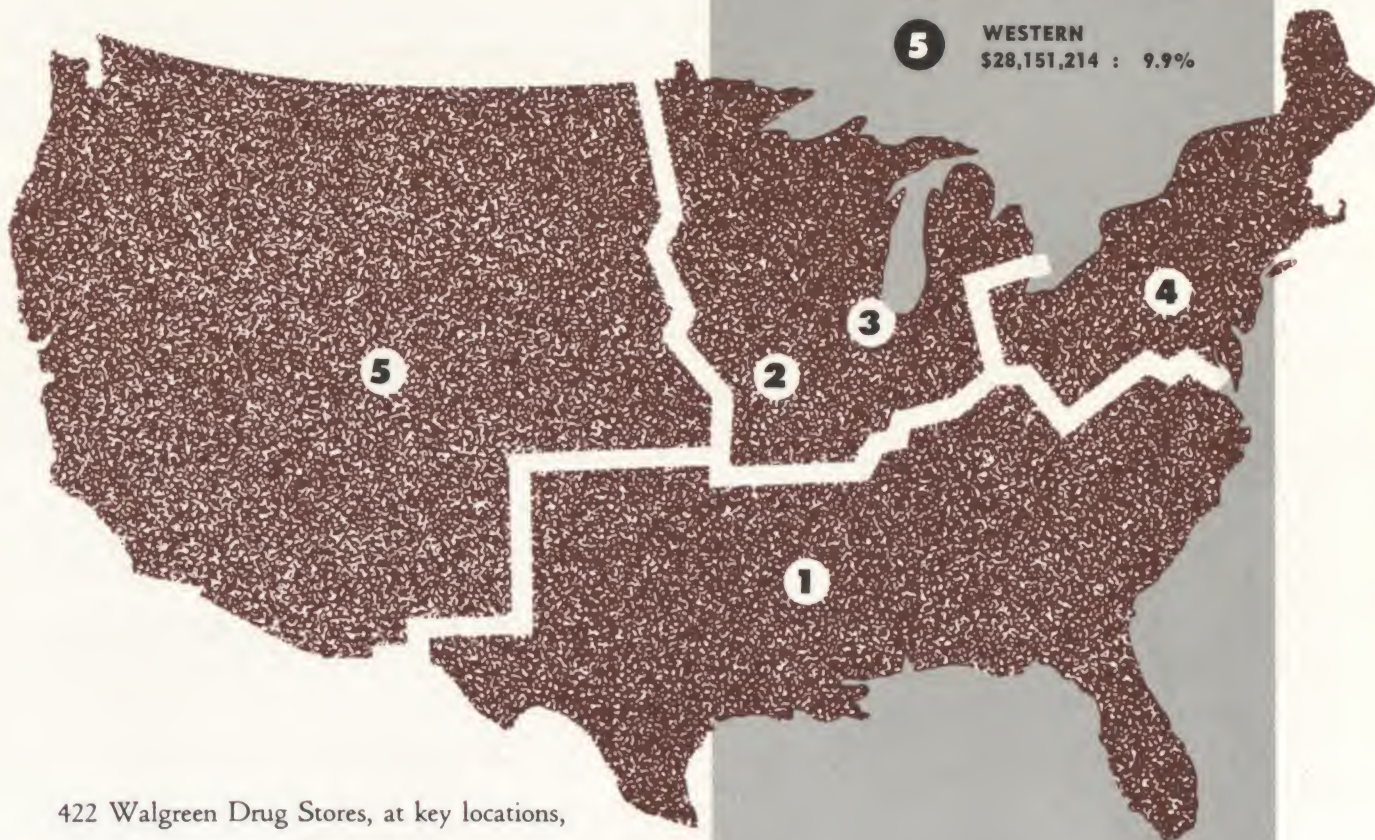 5 WESTERN
$28,151,214 : 9.9%
3
4
5
2
1
422 Walgreen Drug Stores, at key locations,